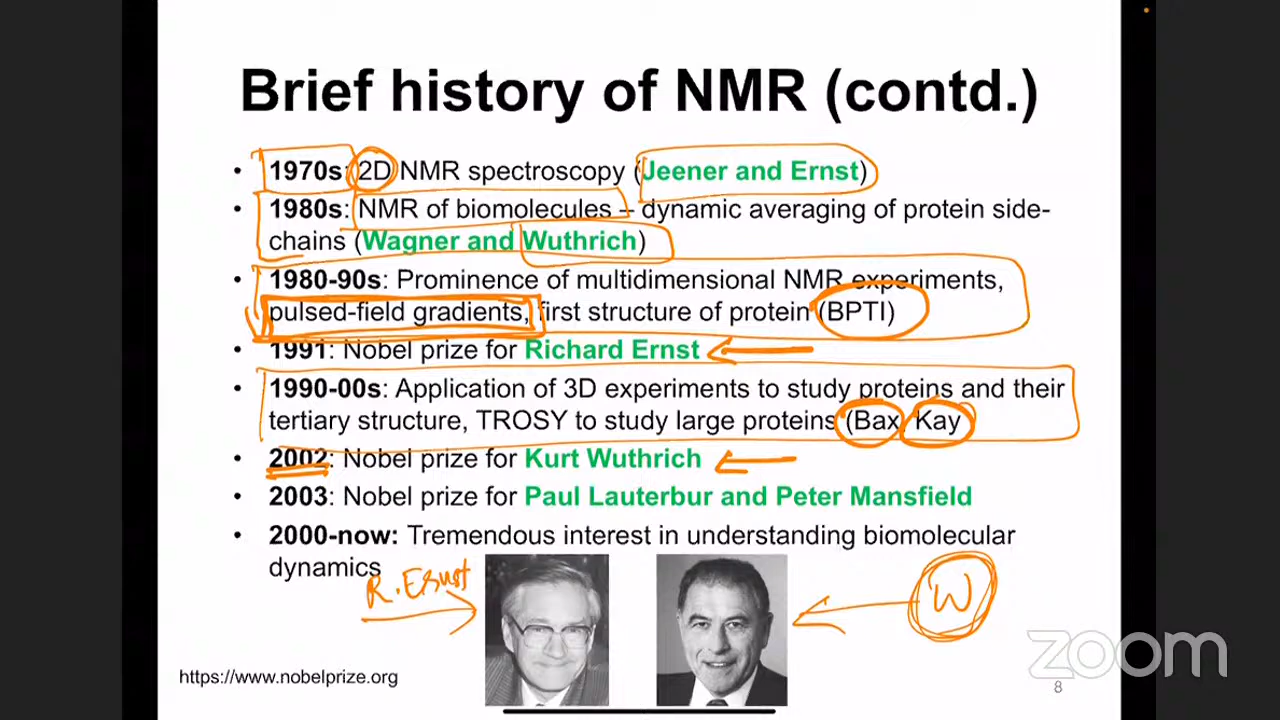 Brief history of NMR (contd.)
• 1970s: 2D NMR spectroscopy (Jeener and Ernst)
• 1980s: NMR of biomolecules – dynamic averaging of protein side-
chains (Wagner and Wuthrich)
• 1980-90s: Prominence of multidimensional NMR experiments,
pulsed-field gradients, first structure of protein (BPTI)
• 1991: Nobel prize for Richard Ernst
• 1990-00s: Application of 3D experiments to study proteins and their
tertiary structure, TROSY to study large proteins (Bax, Kay)
• 2002: Nobel prize for Kurt Wuthrich
• 2003: Nobel prize for Paul Lauterbur and Peter Mansfield
• 2000-now: Tremendous interest in understanding biomolecular
dynamics
R. Ernst
W
https://www.nobelprize.org
zoom
8